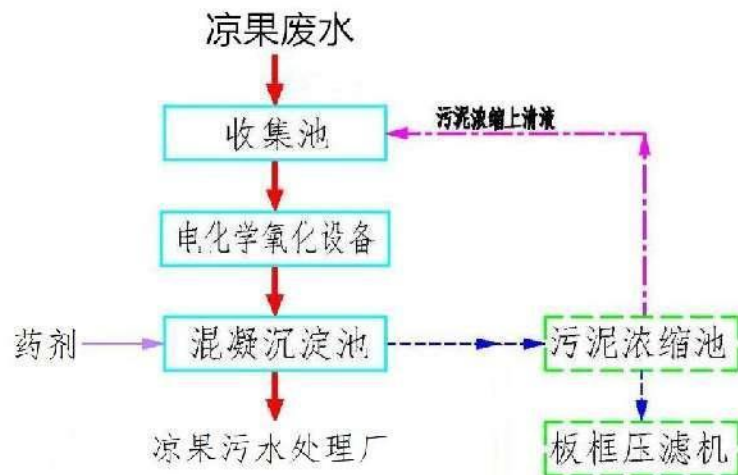 凉果废水
污泥浓缩上清液
收集池
电化学氧化设备
药剂
混凝沉淀池
污泥浓缩池
凉果污水处理厂
板框压滤机